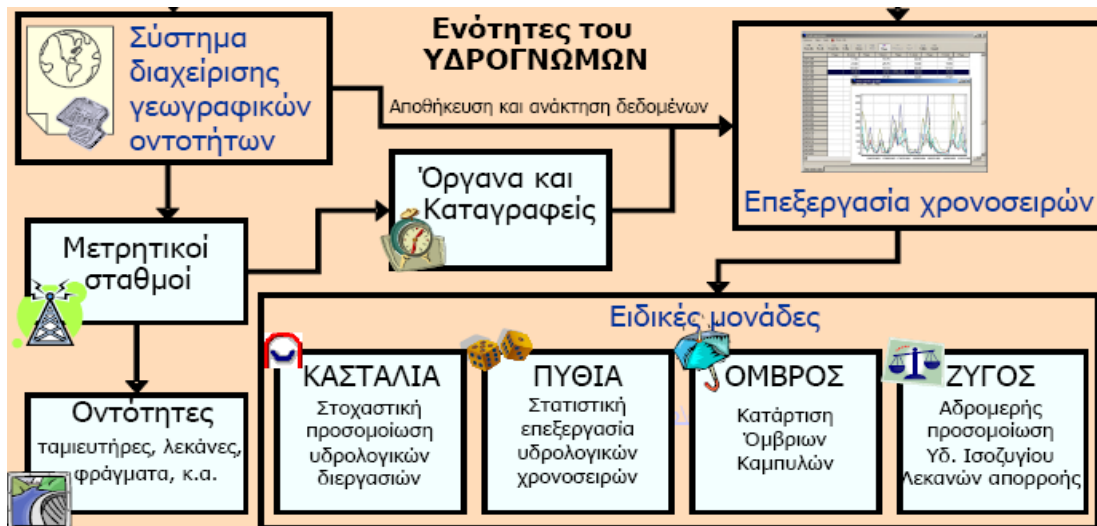 Ενότητες του
ΥΔΡΟΓΝΩΜΩΝ
Σύστημα
διαχείρισης
γεωγραφικών
οντοτήτων
Αποθήκευση και ανάκτηση δεδομένων
Όργανα και
Καταγραφείς
Επεξεργασία χρονοσειρών
Μετρητικοί
σταθμοί
Οντότητες
ταμιευτήρες, λεκάνες,
φράγματα, κ.α.
Ειδικές μονάδες
ΚΑΣΤΑΛΙΑ
Στοχαστική
προσομοίωση
υδρολογικών
διεργασιών
ΠΥΘΙΑ
Στατιστική
επεξεργασία
υδρολογικών
χρονοσειρών
ΟΜΒΡΟΣ
Κατάρτιση
Όμβριων
Καμπυλών
ΖΥΓΟΣ
Αδρομερής
προσομοίωση
Υδ. Ισοζυγίου
Λεκανών απορροής